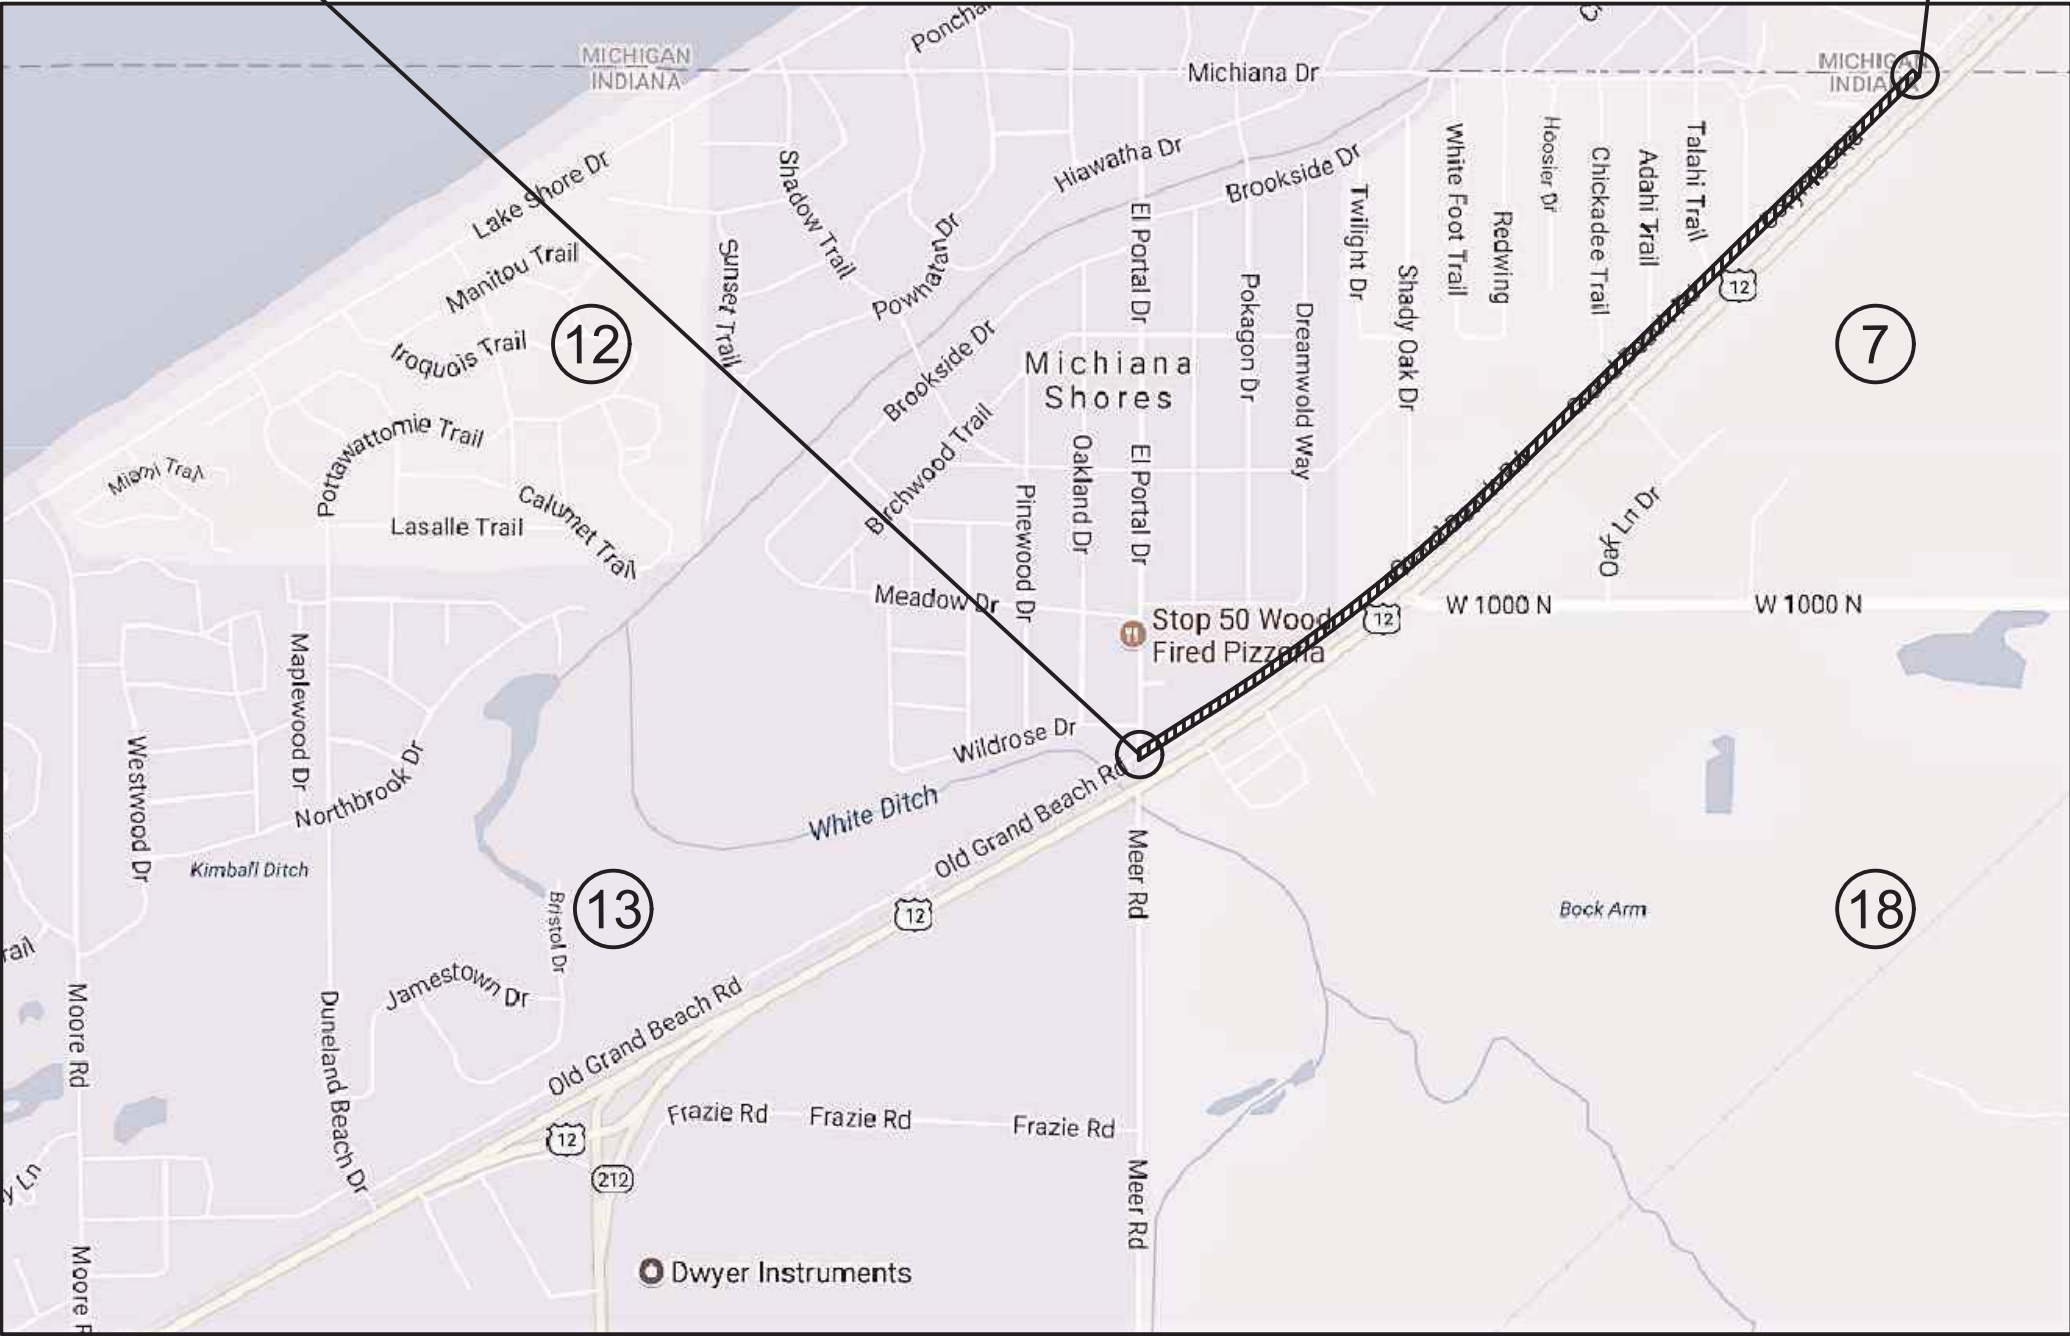 Michiana Dr
MICHIGAN
INDIANA
MICHIGAN
Hiawatha Dr
Brookside Dr
Lake Shore Dr
Manitou Trail
Iroquois Trail
12
Shadow Trail
Sunset Trail
Powhatan Dr
Brookside Dr
El Portal Dr
Pokagon Dr
Dreamwold Way
Twilight Dr
Shady Oak Dr
White Foot Trail
Redwing
Hoosier Dr
Chickadee Trail
Adahi Trail
Talahi Trail
12
7
Michiana
Shores
Pottawattomie Trail
Miami Trail
Calumet Trail
Lasalle Trail
Birchwood Trail
Pinewood Dr
Oakland Dr
El Portal Dr
Meadow Dr
Stop 50 Wood
Fired Pizzeria
12
W 1000 N
W 1000 N
Maplewood Dr
Westwood Dr
Northbrook Dr
Wildrose Dr
White Ditch
Kimball Ditch
Old Grand Beach Rd
Meer Rd
12
13
Bristol Dr
Bock Arm
18
Jamestown Dr
Old Grand Beach Rd
Moore Rd
Duneland Beach Dr
Frazie Rd
Frazie Rd
Frazie Rd
12
212
y Ln
Meer Rd
Dwyer Instruments
Moore R